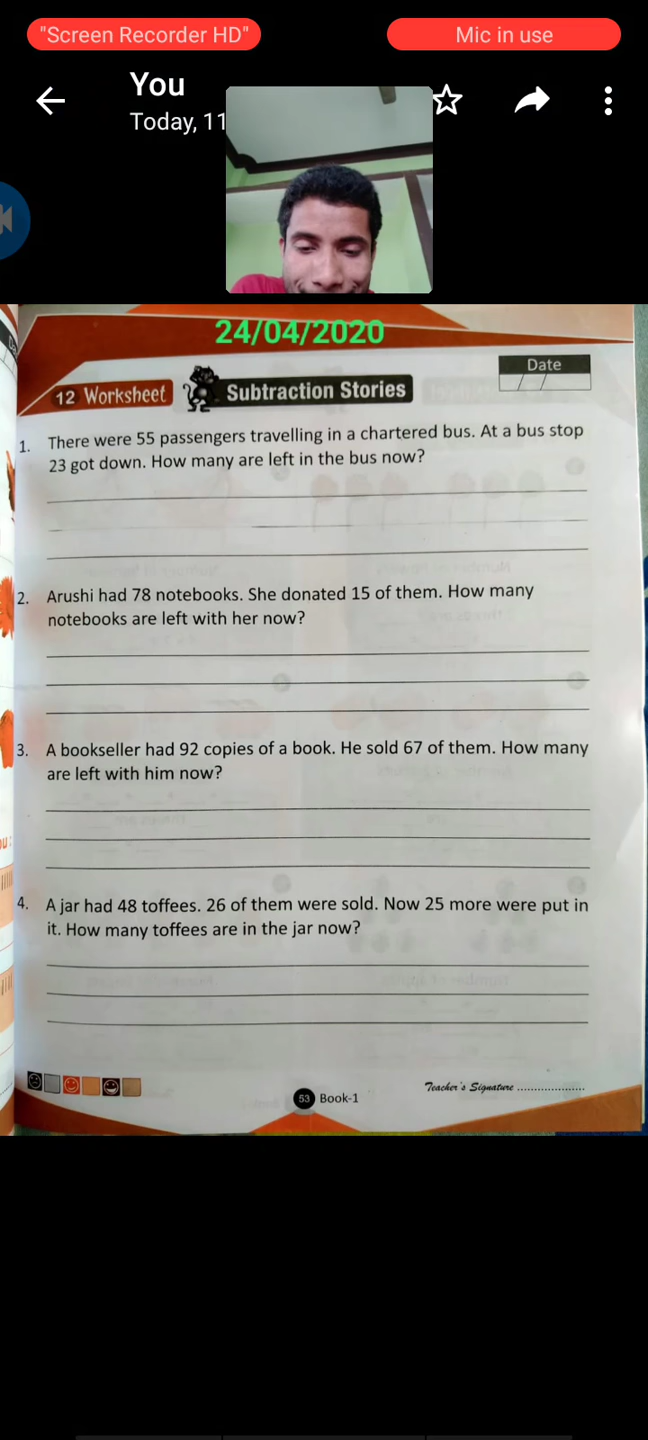 "Screen Recorder HD"
Mic in use
You
Today, 11
24/04/2020
Date
12 Worksheet
Subtraction Stories
1. There were 55 passengers travelling in a chartered bus. At a bus stop
23 got down. How many are left in the bus now?
2. Arushi had 78 notebooks. She donated 15 of them. How many
notebooks are left with her now?
3. A bookseller had 92 copies of a book. He sold 67 of them. How many
are left with him now?
4. A jar had 48 toffees. 26 of them were sold. Now 25 more were put in
it. How many toffees are in the jar now?
Teacher's Signature ....................
53 Book-1